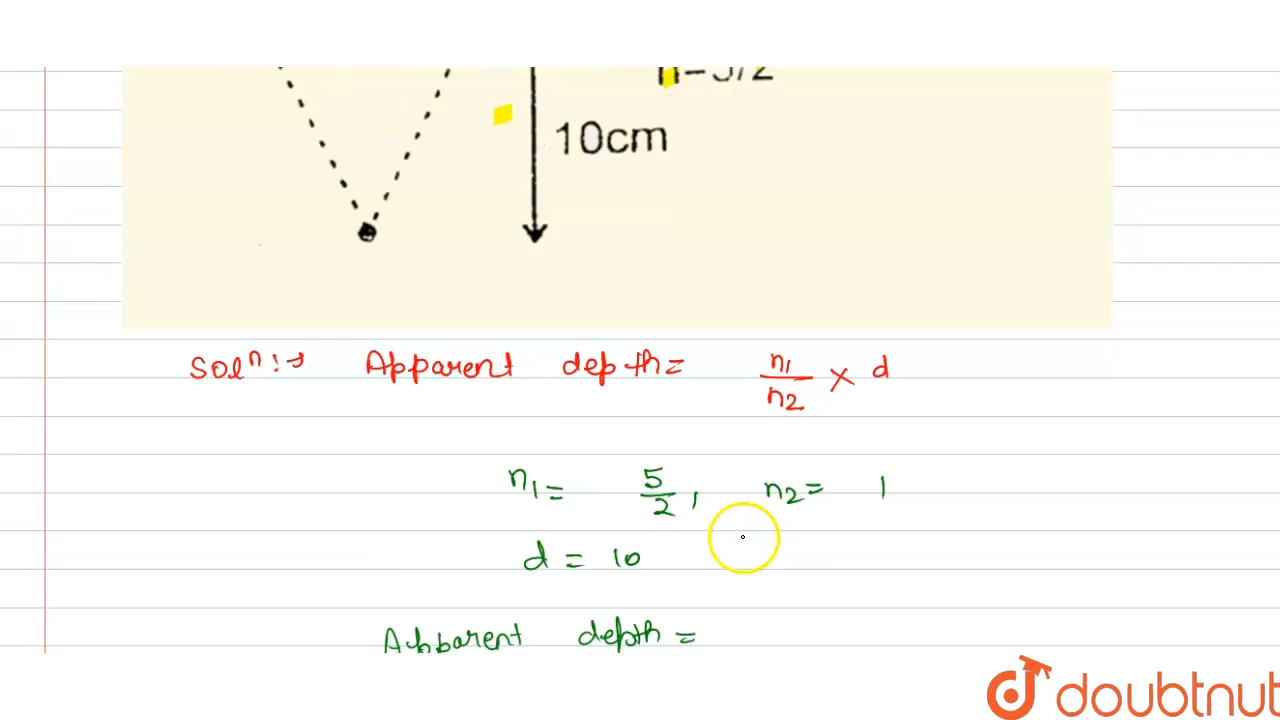 10cm
Solⁿ:→ Apparent depth = n₁/n₂ × d
n₁ = 5/2, n₂ = 1
d = 10
Apparent depth =
doubtnut